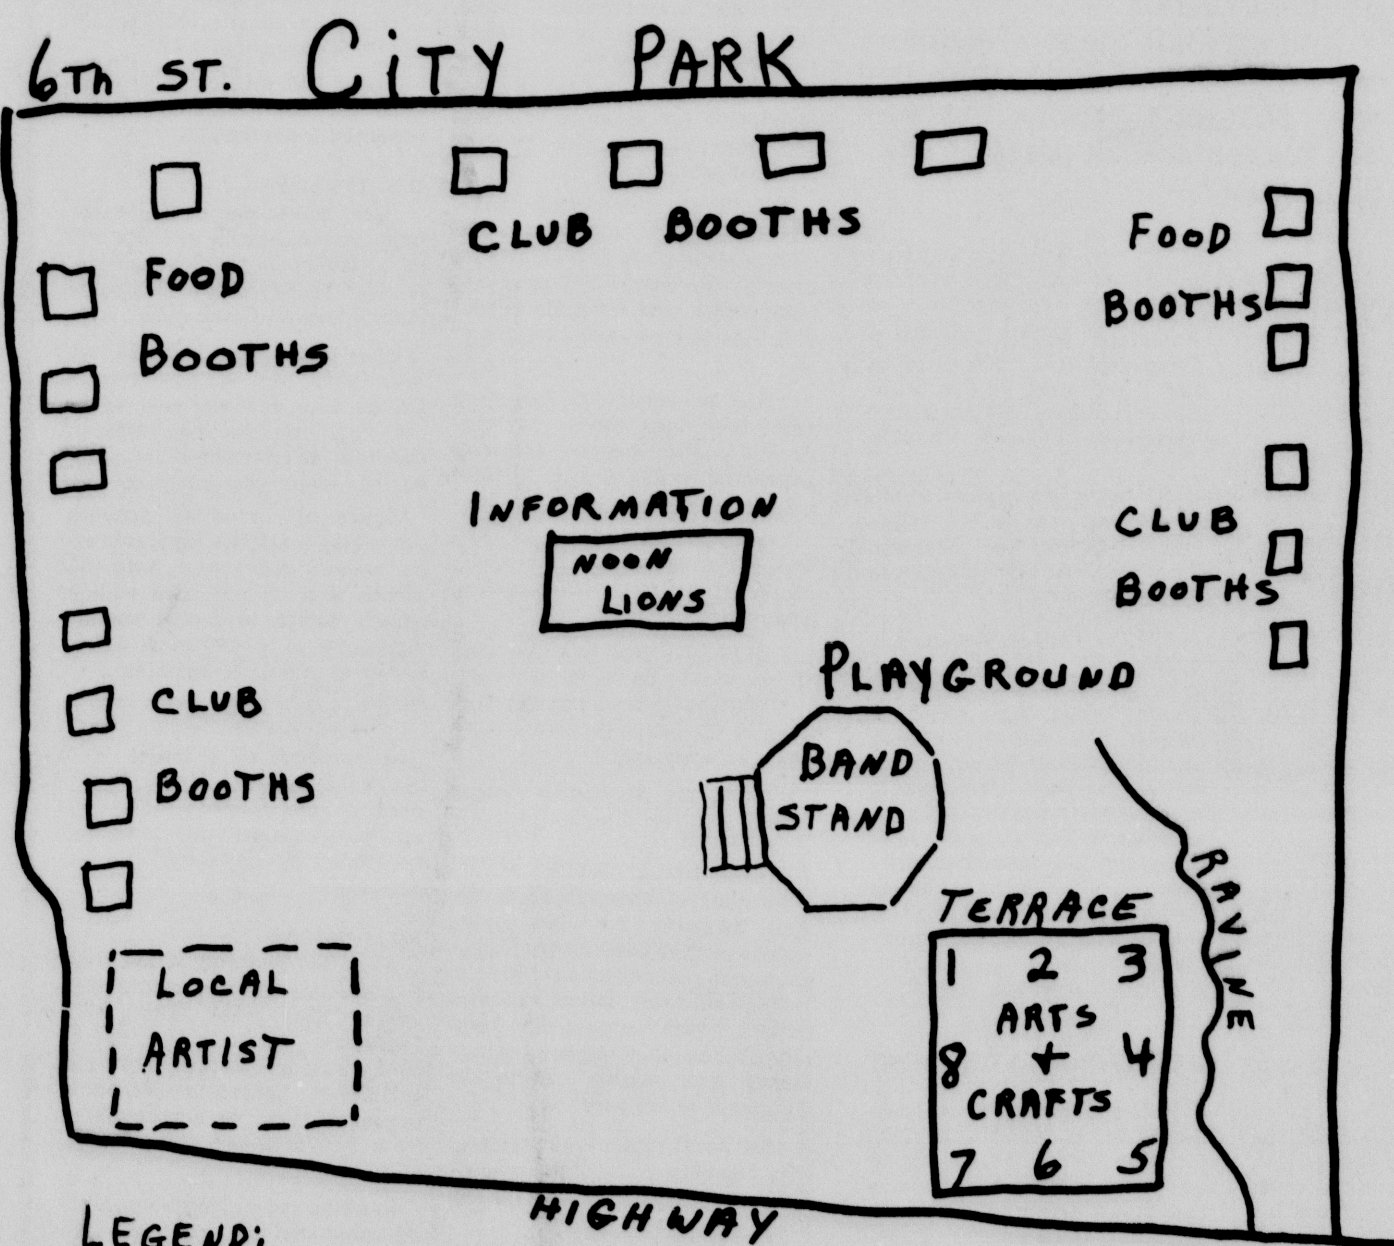 6Th ST. CiTY PARK
CLUB BOOTHS
FOOD
BOOTHS
FOOD
BOOTHS
INFORMATION
NOON
LIONS
CLUB
BOOTHS
PLAYGROUND
CLUB
BOOTHS
BAND
STAND
RAVINE
TERRACE
1 2 3
ARTS
8 + 4
CRAFTS
7 6 5
LOCAL
ARTIST
HIGHWAY
LEGEND: